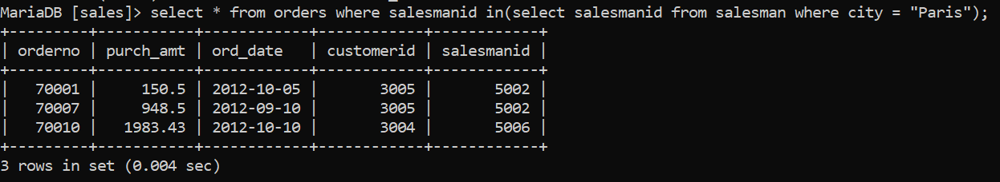 MariaDB [sales]> select * from orders where salesmanid in(select salesmanid from salesman where city = "Paris");
+---------+-----------+------------+------------+------------+
| orderno | purch_amt | ord_date   | customerid | salesmanid |
+---------+-----------+------------+------------+------------+
|   70001 |     150.5 | 2012-10-05 |       3005 |       5002 |
|   70007 |     948.5 | 2012-09-10 |       3005 |       5002 |
|   70010 |   1983.43 | 2012-10-10 |       3004 |       5006 |
+---------+-----------+------------+------------+------------+
3 rows in set (0.004 sec)